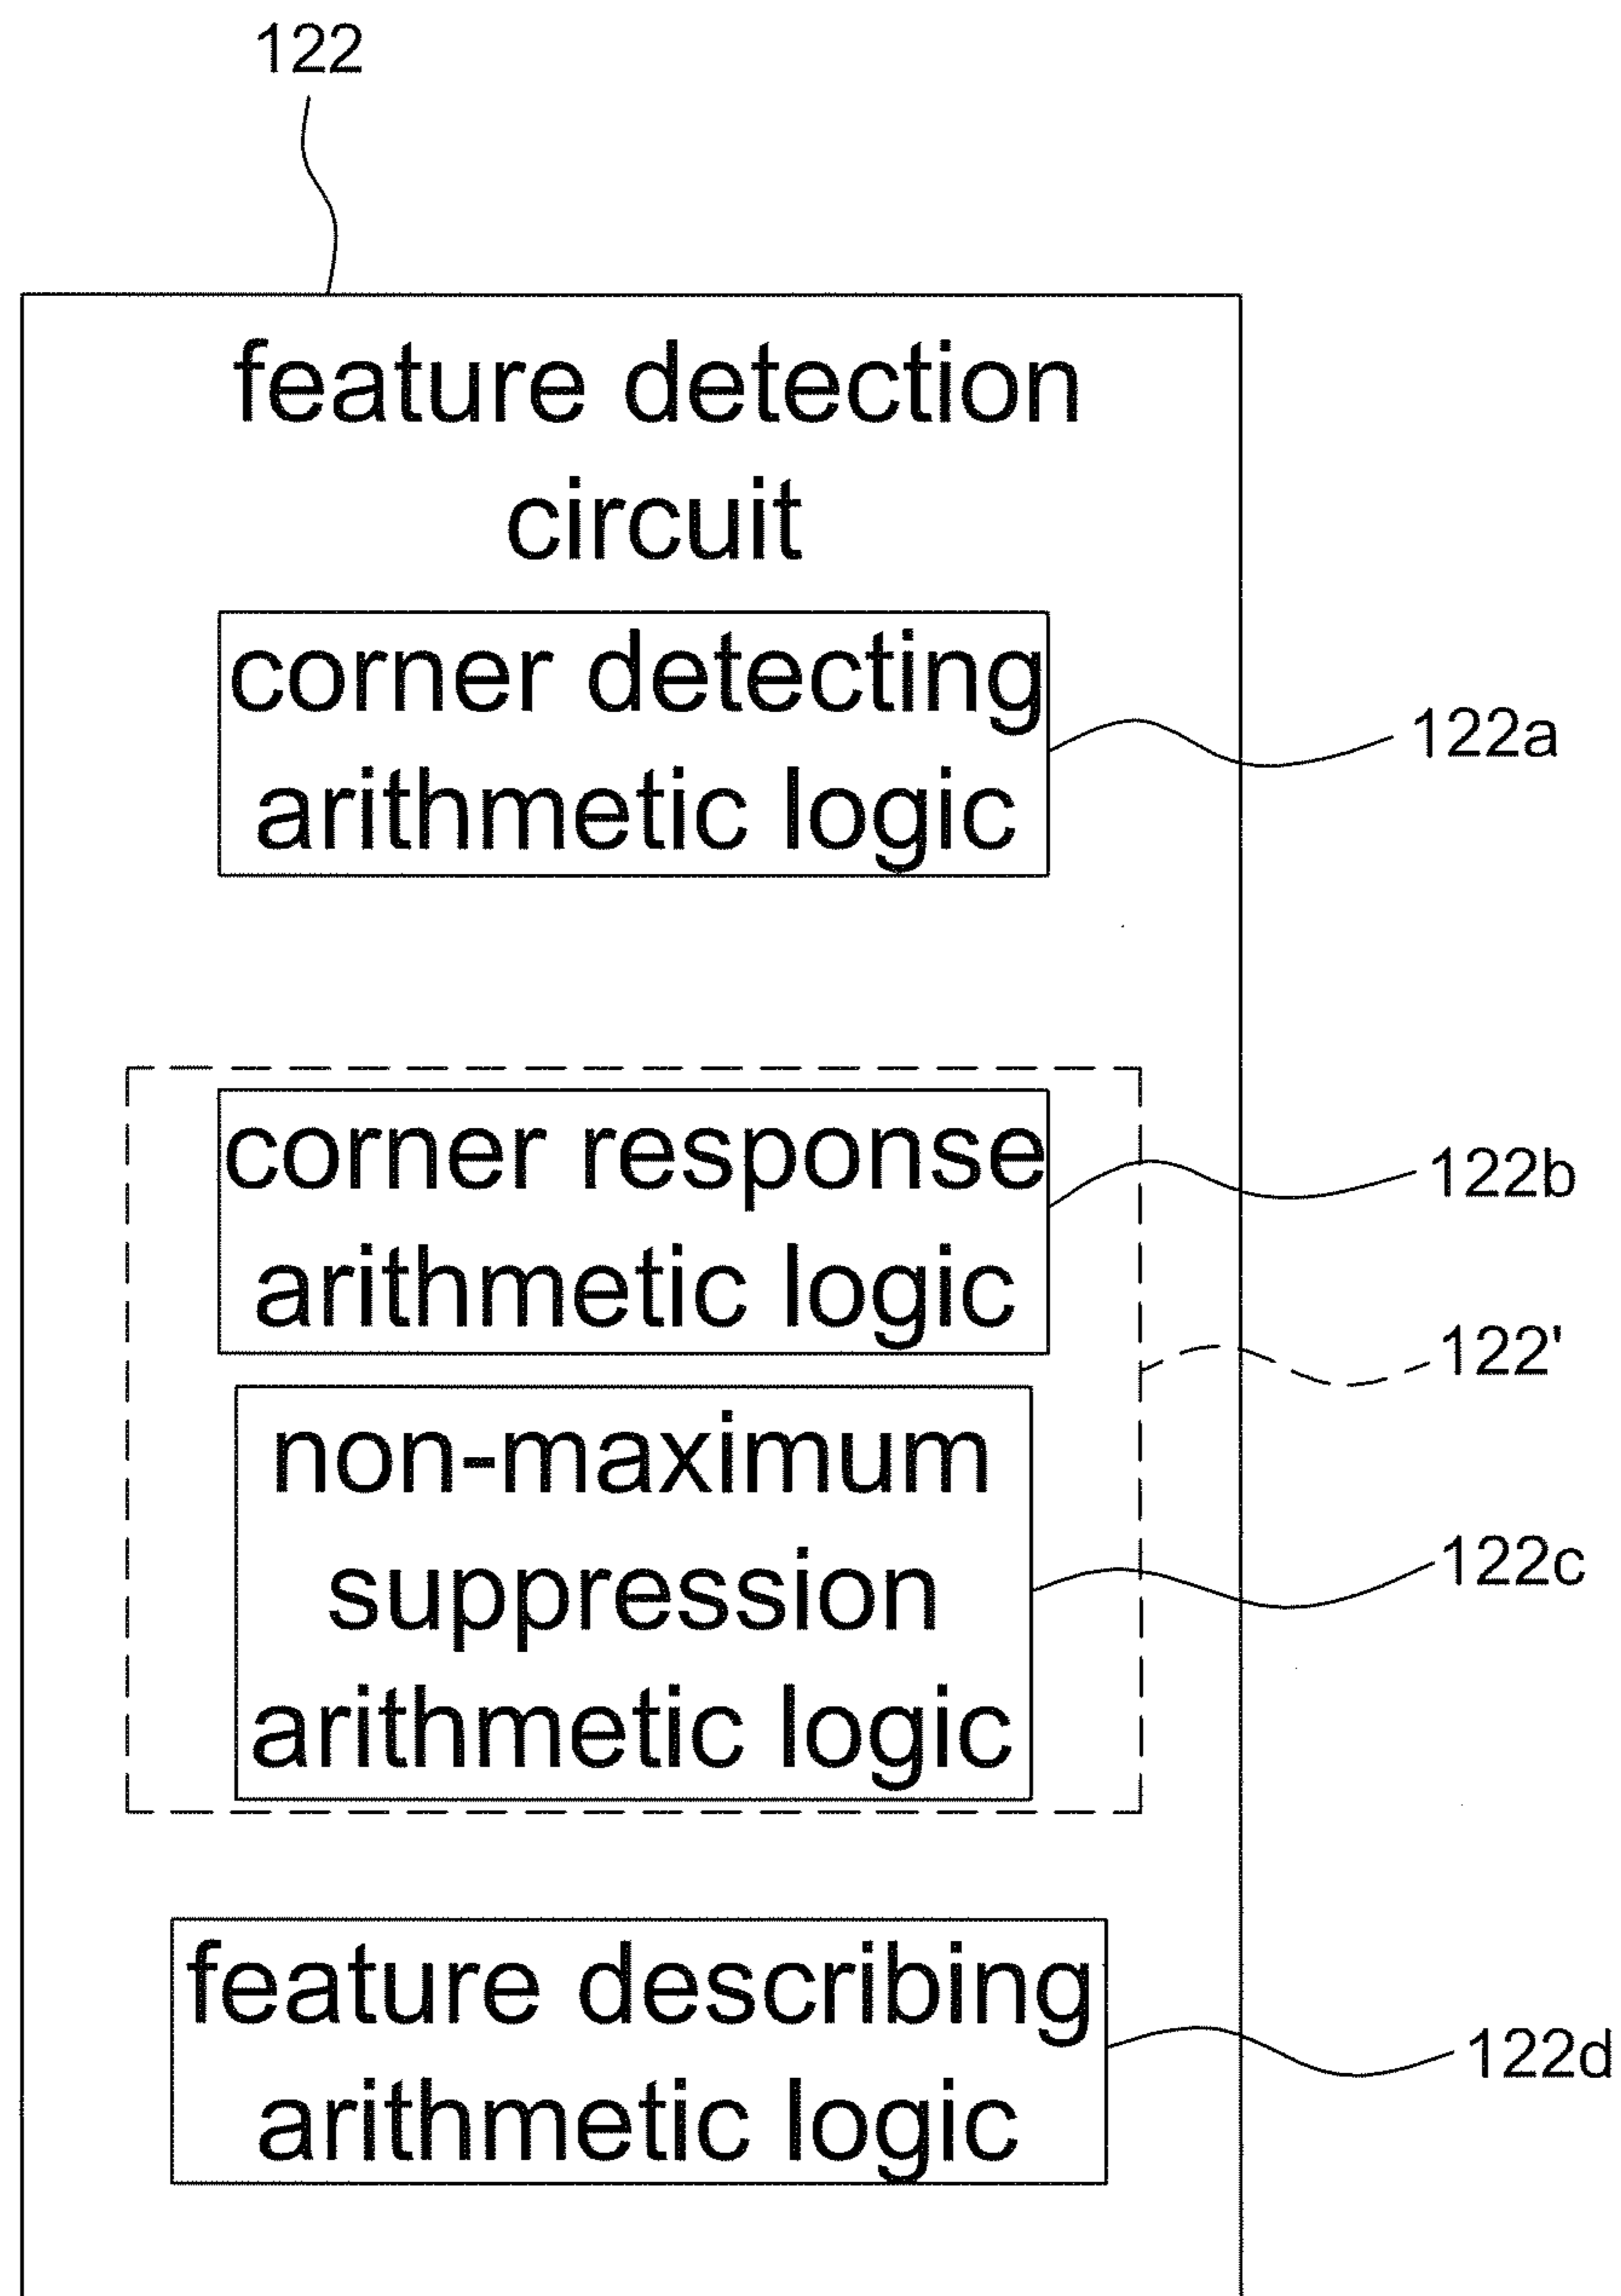 122
feature detection
circuit
corner detecting
arithmetic logic
122a
corner response
arithmetic logic
122b
122'
non-maximum
suppression
arithmetic logic
122c
feature describing
arithmetic logic
122d